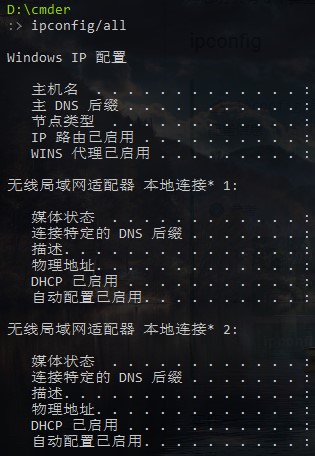 D:\cmder
:> ipconfig/all
ipconfig
Windows IP 配置
主机名 . . . . . . . . . . . . . :
主 DNS 后缀 . . . . . . . . . . . :
节点类型 . . . . . . . . . . . . :
IP 路由已启用 . . . . . . . . . . :
WINS 代理已启用 . . . . . . . . . :
无线局域网适配器 本地连接* 1:
媒体状态 . . . . . . . . . . . . :
连接特定的 DNS 后缀 . . . . . . . :
描述. . . . . . . . . . . . . . . :
物理地址. . . . . . . . . . . . . :
DHCP 已启用 . . . . . . . . . . . :
自动配置已启用. . . . . . . . . . :
无线局域网适配器 本地连接* 2:
媒体状态 . . . . . . . . . . . . :
连接特定的 DNS 后缀 . . . . . . . :
描述. . . . . . . . . . . . . . . :
物理地址. . . . . . . . . . . . . :
DHCP 已启用 . . . . . . . . . . . :
自动配置已启用. . . . . . . . . . :